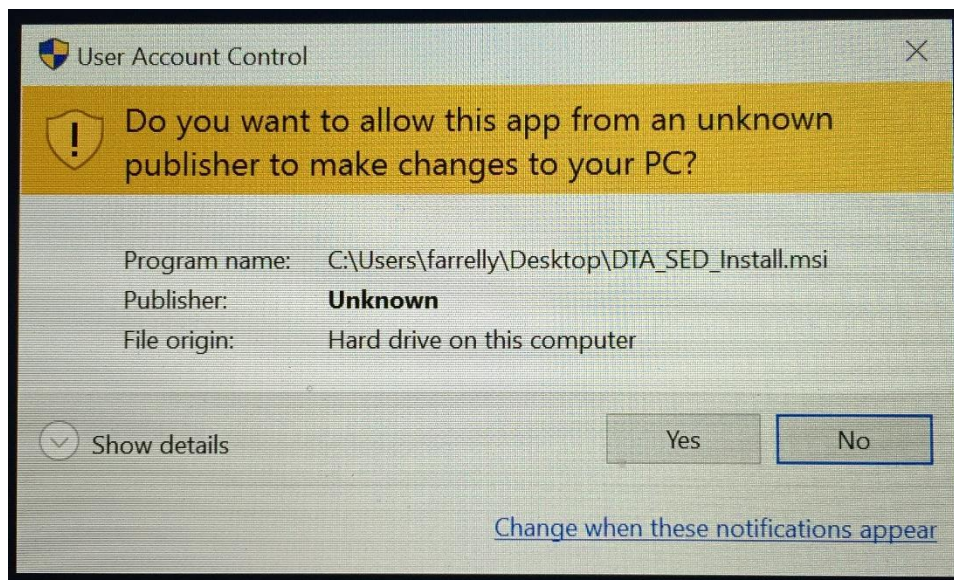 User Account Control
Do you want to allow this app from an unknown
publisher to make changes to your PC?
Program name: C:\Users\farrelly\Desktop\DTA_SED_Install.msi
Publisher: Unknown
File origin: Hard drive on this computer
Show details
Yes No
Change when these notifications appear